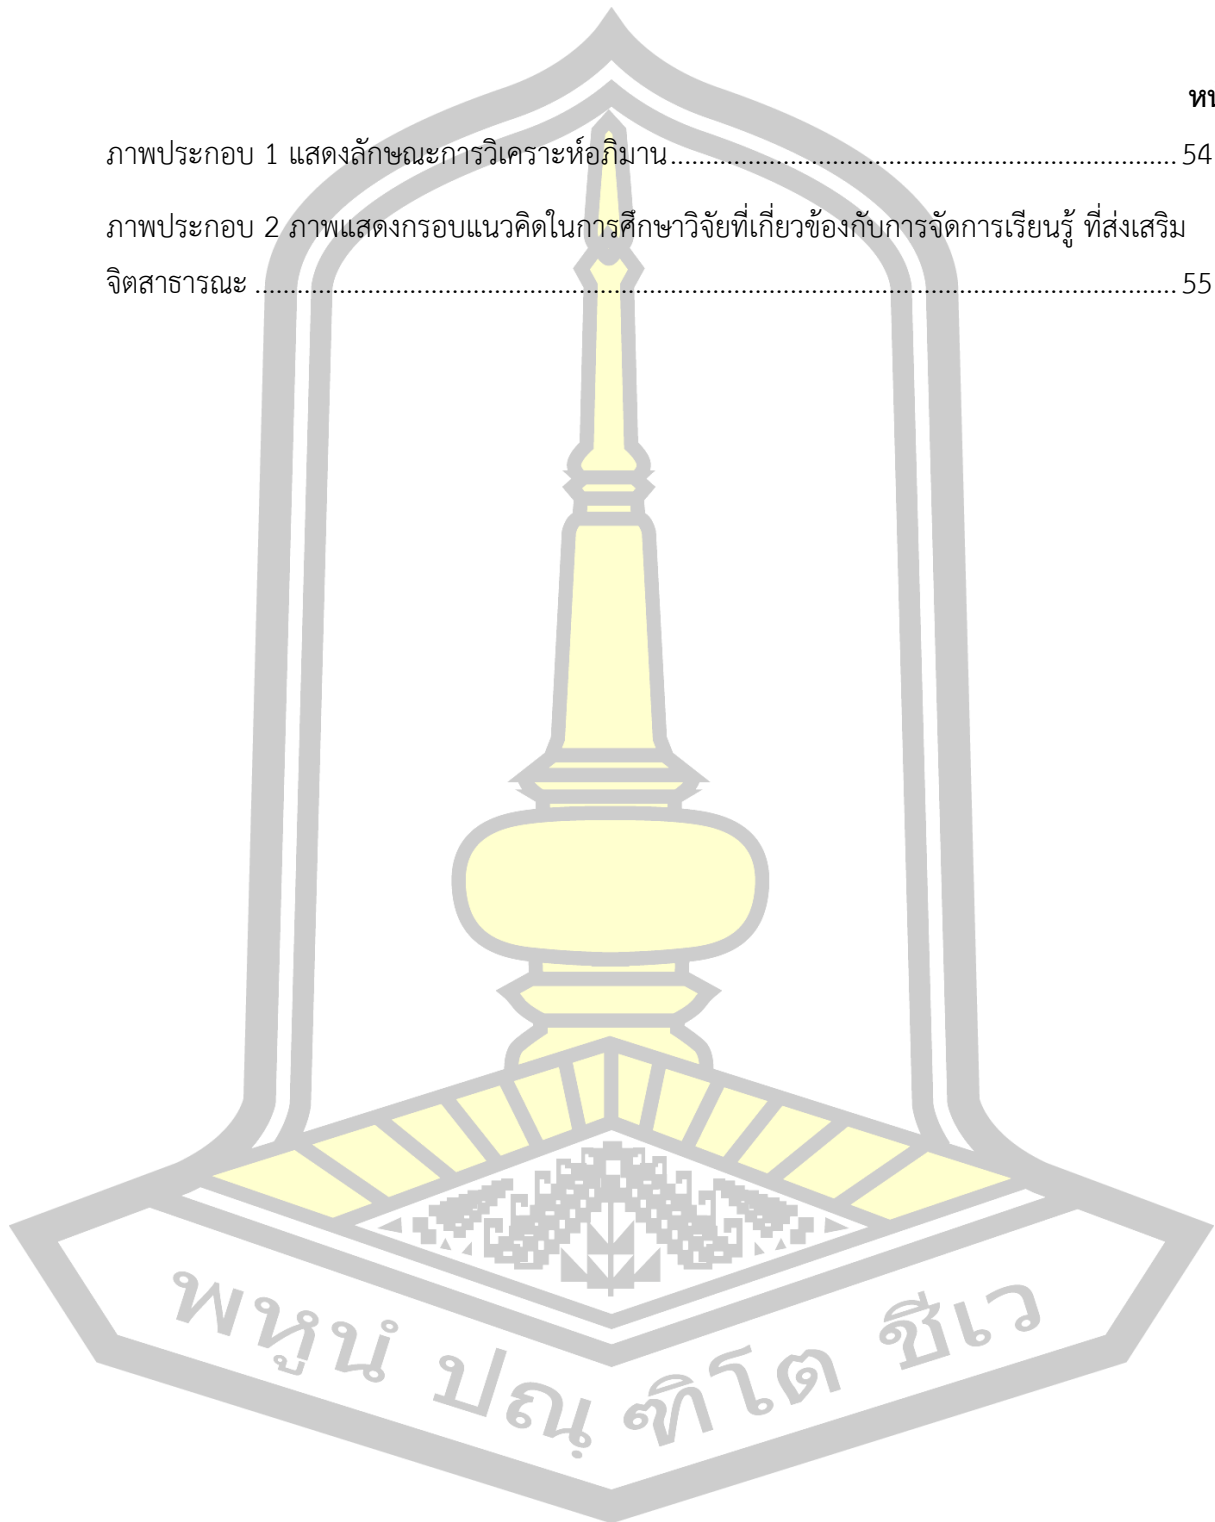 ภาพประกอบ 1 แสดงลักษณะการวิเคราะห์อภิมาน.......................................................................... 54
ภาพประกอบ 2 ภาพแสดงกรอบแนวคิดในการศึกษาวิจัยที่เกี่ยวข้องกับการจัดการเรียนรู้ ที่ส่งเสริม
จิตสาธารณะ ....................................................................................................................................... 55
พหูนํ ปณฺ ฑิโต ชีเว